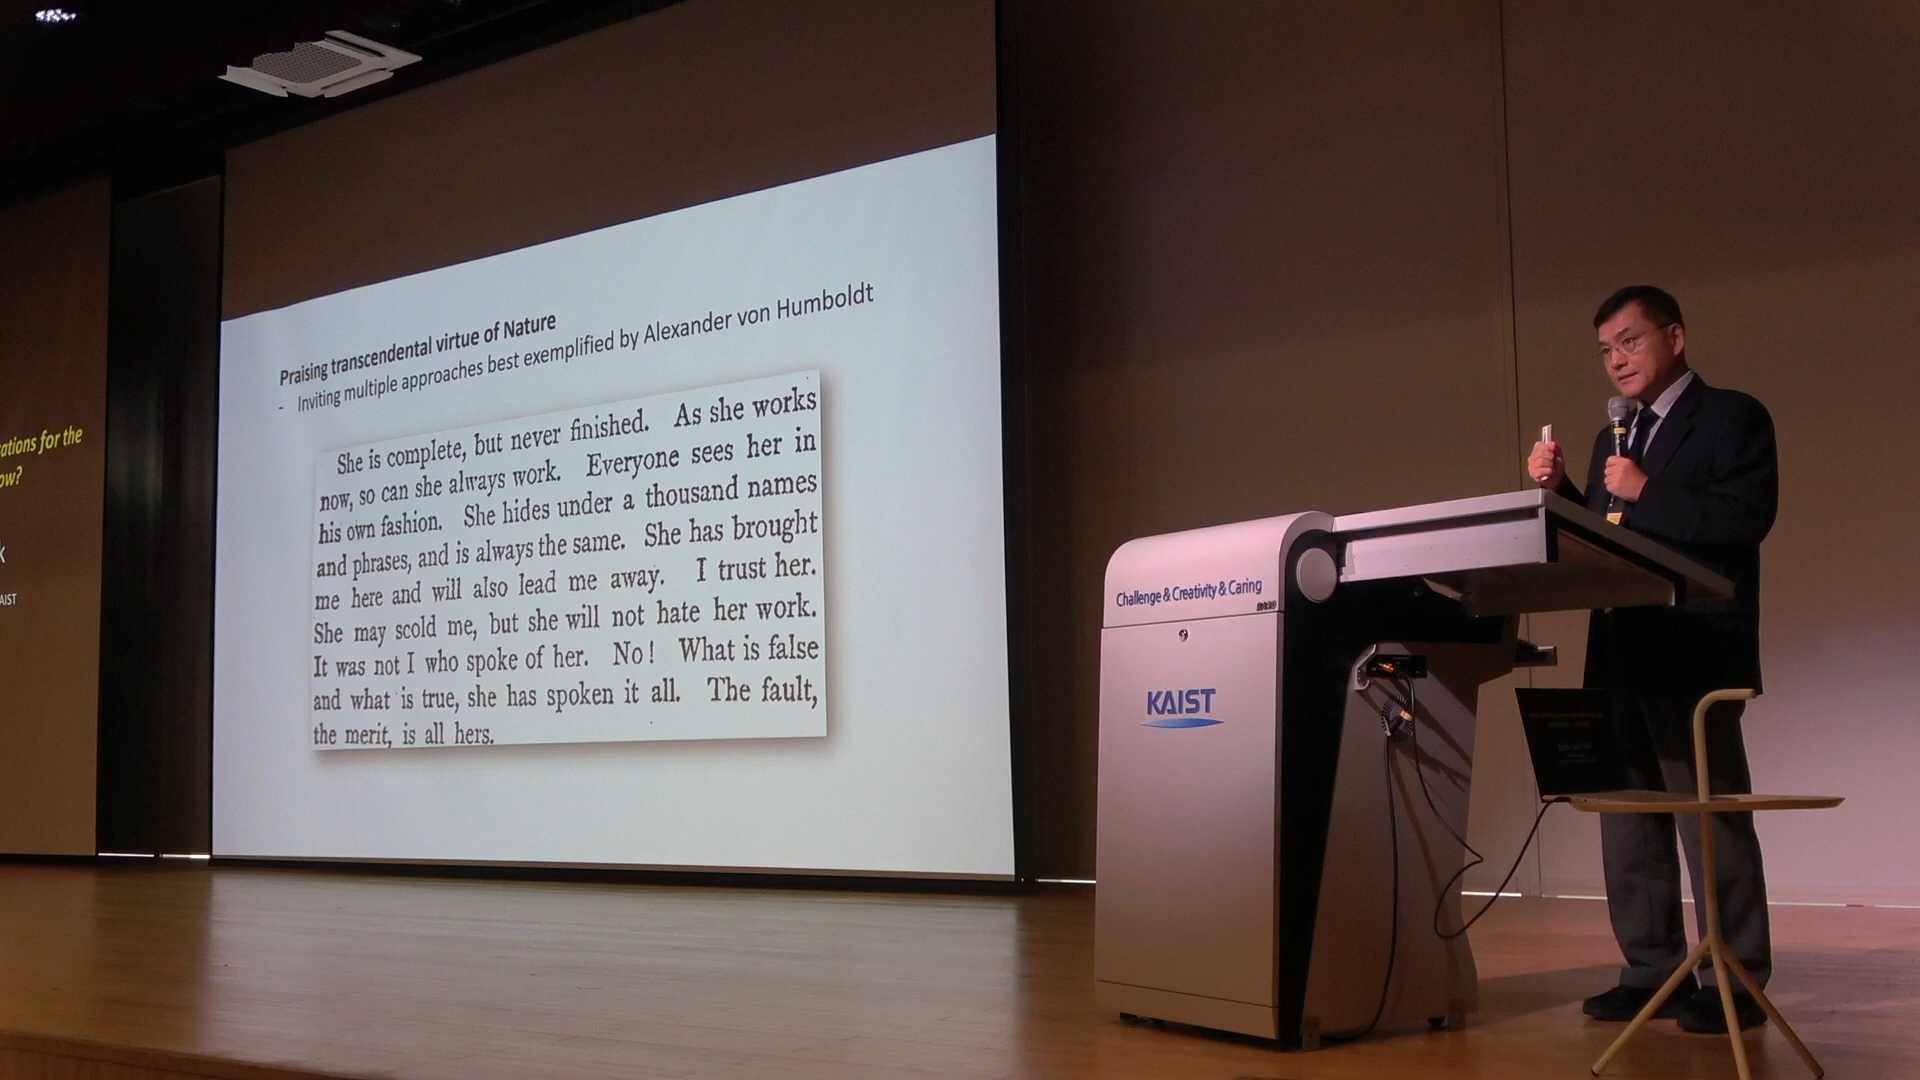 Praising transcendental virtue of Nature
- Inviting multiple approaches best exemplified by Alexander von Humboldt
She is complete, but never finished. As she works
now, so can she always work. Everyone sees her in
his own fashion. She hides under a thousand names
and phrases, and is always the same. She has brought
me here and will also lead me away. I trust her.
She may scold me, but she will not hate her work.
It was not I who spoke of her. No! What is false
and what is true, she has spoken it all. The fault,
the merit, is all hers.
ations for the
ow?
k
AIST
Challenge & Creativity & Caring
KAIST